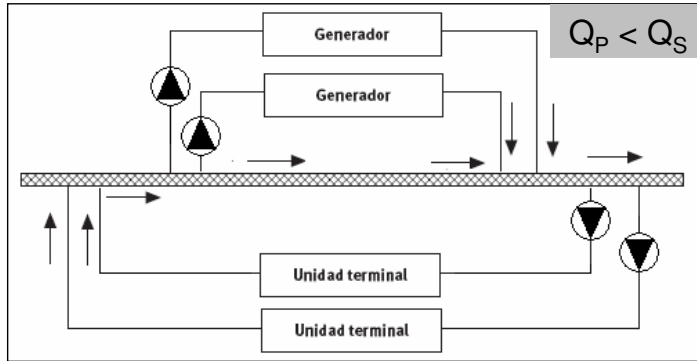 Generador
Q_P < Q_S
Generador
Unidad terminal
Unidad terminal